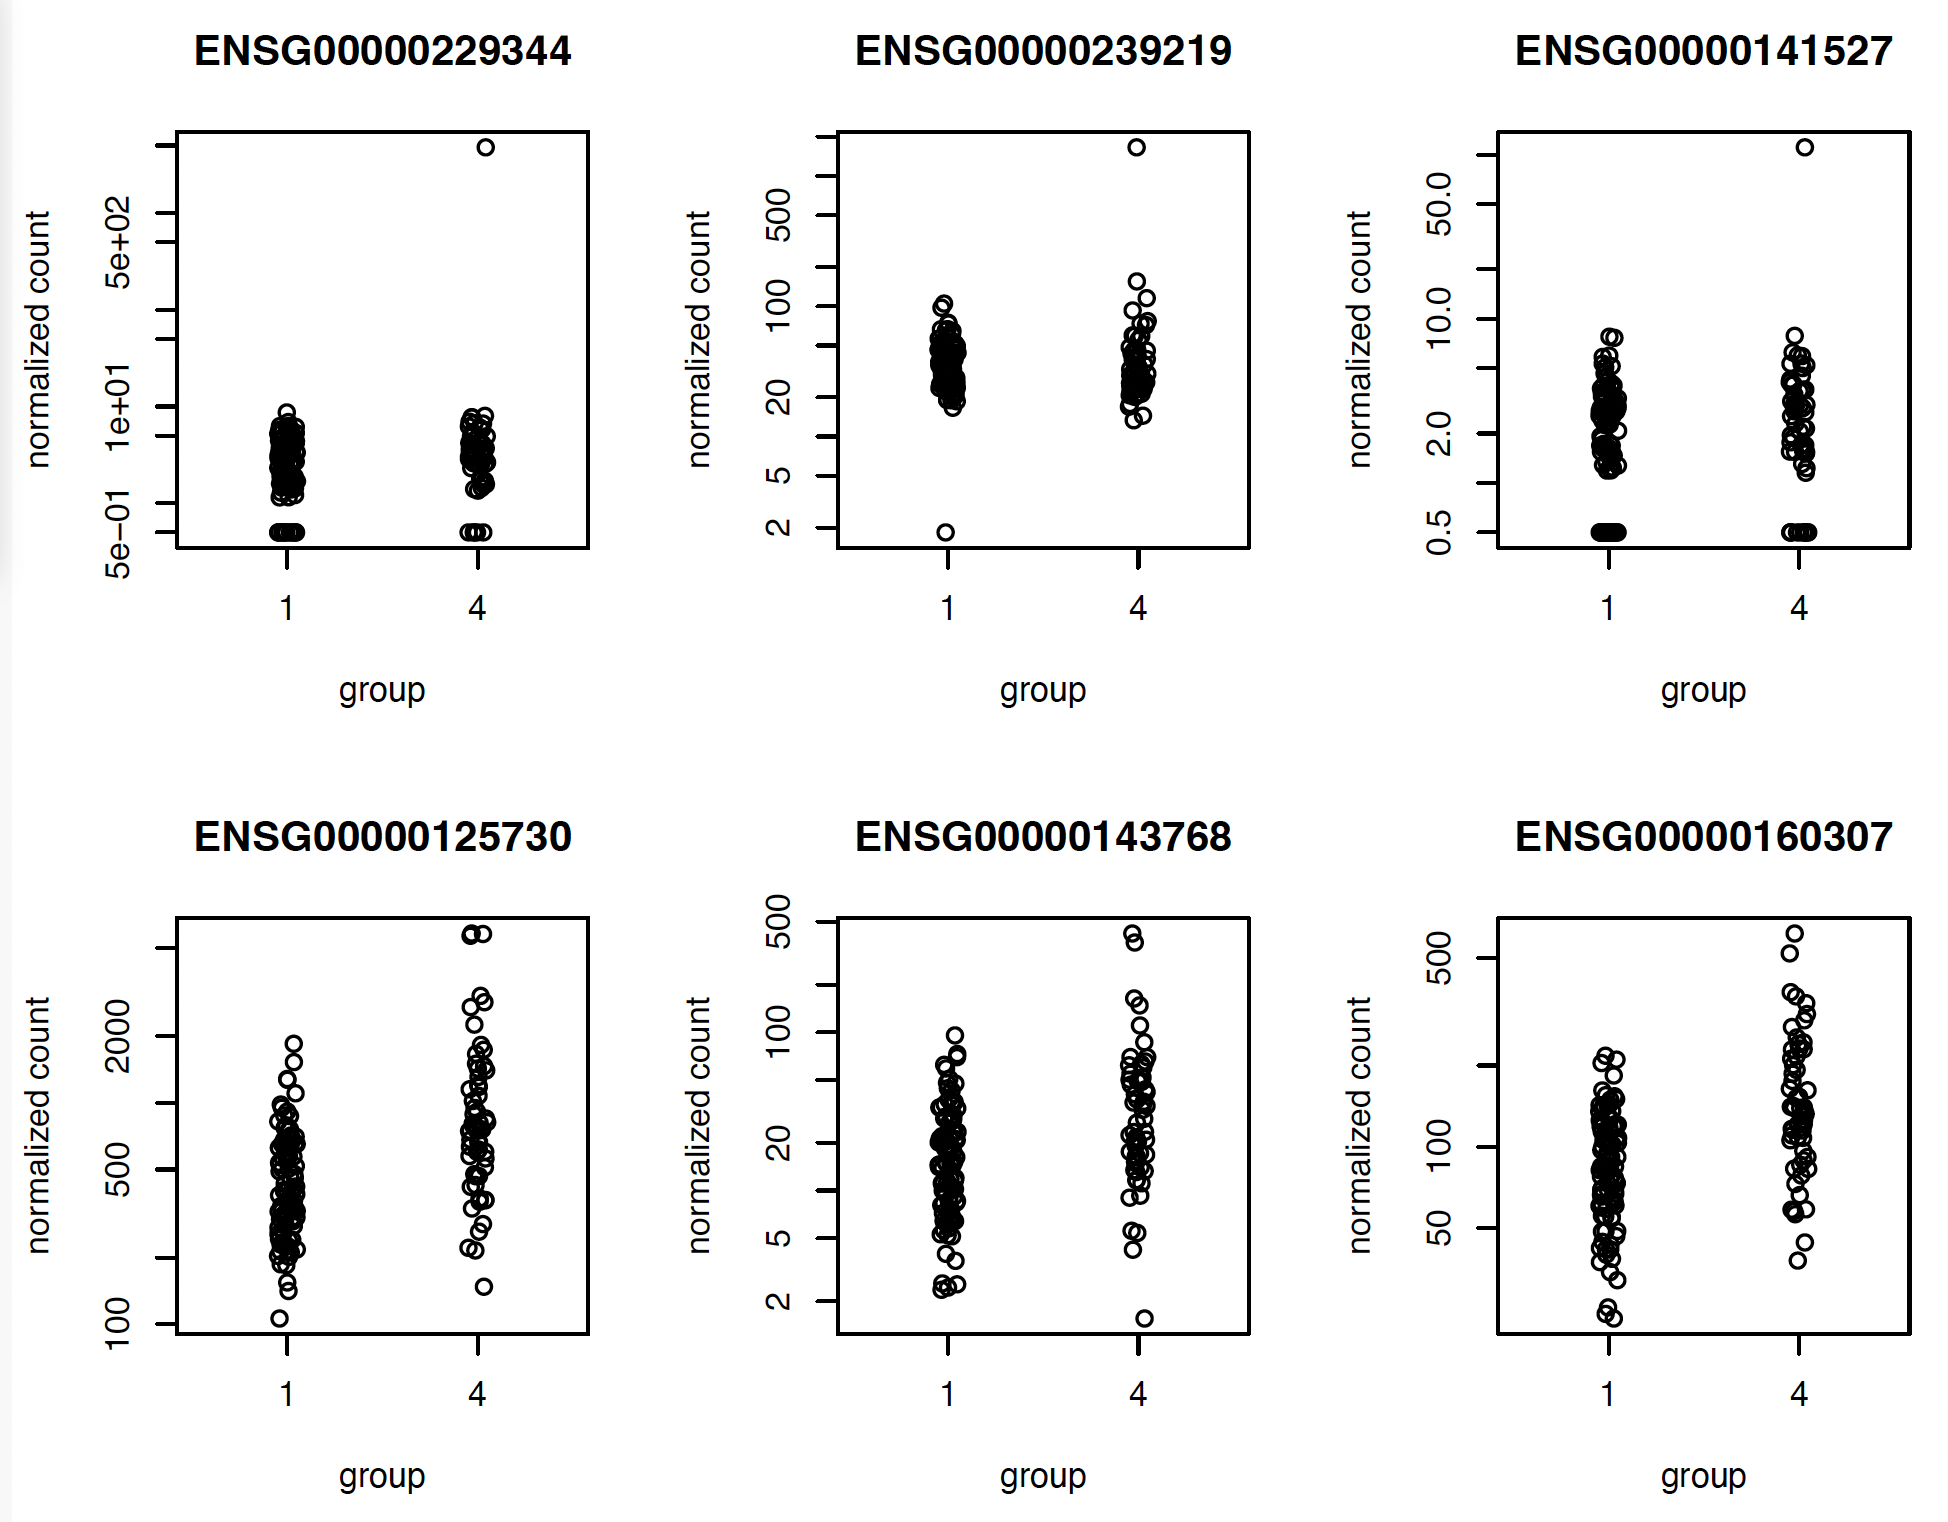 ENSG00000229344
normalized count
5e−01 1e+01 5e+02
1 4
group
ENSG00000239219
normalized count
2 5 20 100 500
1 4
group
ENSG00000141527
normalized count
0.5 2.0 10.0 50.0
1 4
group
ENSG00000125730
normalized count
100 500 2000
1 4
group
ENSG00000143768
normalized count
2 5 20 100 500
1 4
group
ENSG00000160307
normalized count
50 100 500
1 4
group